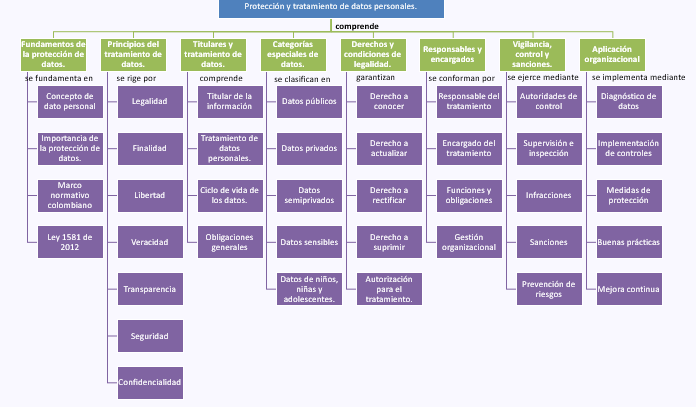 Protección y tratamiento de datos personales.
comprende
Fundamentos de
la protección de
datos.
Principios del
tratamiento de
datos.
Titulares y
tratamiento de
datos.
Categorías
especiales de
datos.
Derechos y
condiciones de
legalidad.
Responsables y
encargados
Vigilancia,
control y
sanciones.
Aplicación
organizacional
se fundamenta en
se rige por
comprende
se clasifican en
garantizan
se conforman por
se ejerce mediante
se implementa mediante
Concepto de
dato personal
Importancia de
la protección de
datos.
Marco
normativo
colombiano
Ley 1581 de
2012
Legalidad
Finalidad
Libertad
Veracidad
Transparencia
Seguridad
Confidencialidad
Titular de la
información
Tratamiento de
datos
personales.
Ciclo de vida de
los datos.
Obligaciones
generales
Datos públicos
Datos privados
Datos
semiprivados
Datos sensibles
Datos de niños,
niñas y
adolescentes.
Derecho a
conocer
Derecho a
actualizar
Derecho a
rectificar
Derecho a
suprimir
Autorización
para el
tratamiento.
Responsable del
tratamiento
Encargado del
tratamiento
Funciones y
obligaciones
Gestión
organizacional
Autoridades de
control
Supervisión e
inspección
Infracciones
Sanciones
Prevención de
riesgos
Diagnóstico de
datos
Implementación
de controles
Medidas de
protección
Buenas prácticas
Mejora continua